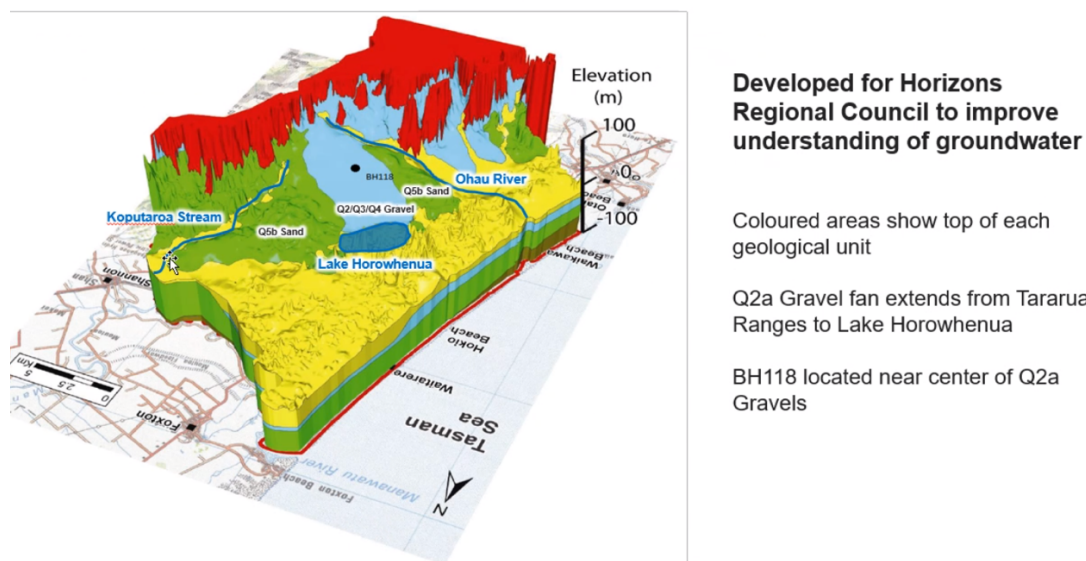 Elevation
(m)
100
0
-100
BH118
Ohau River
Q5b Sand
Koputaroa Stream
Q2/Q3/Q4 Gravel
Q5b Sand
Lake Horowhenua
Shannon
Waikawa
Beach
Hokio
Beach
Waitarere
Tasman
Sea
0
2.5
5
Km
Foxton
Manawatu River
Foxton Beach
N
Developed for Horizons
Regional Council to improve
understanding of groundwater
Coloured areas show top of each
geological unit
Q2a Gravel fan extends from Tararua
Ranges to Lake Horowhenua
BH118 located near center of Q2a
Gravels